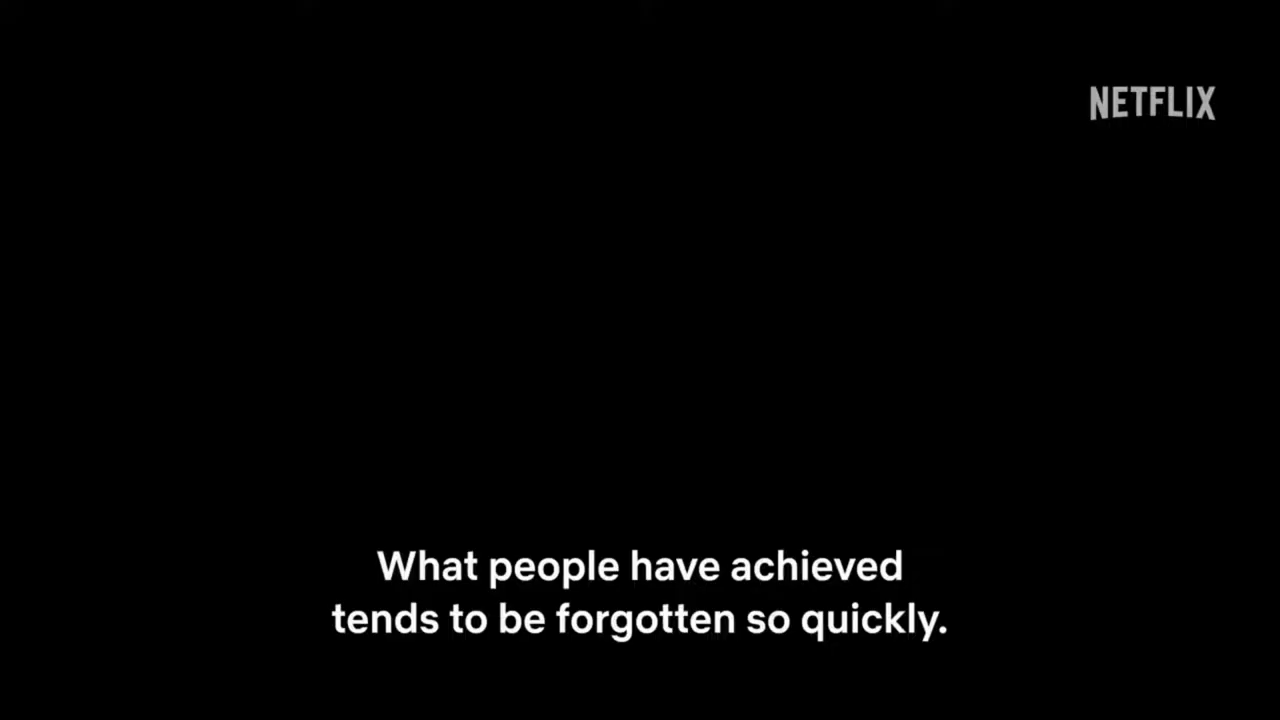 NETFLIX
What people have achieved
tends to be forgotten so quickly.